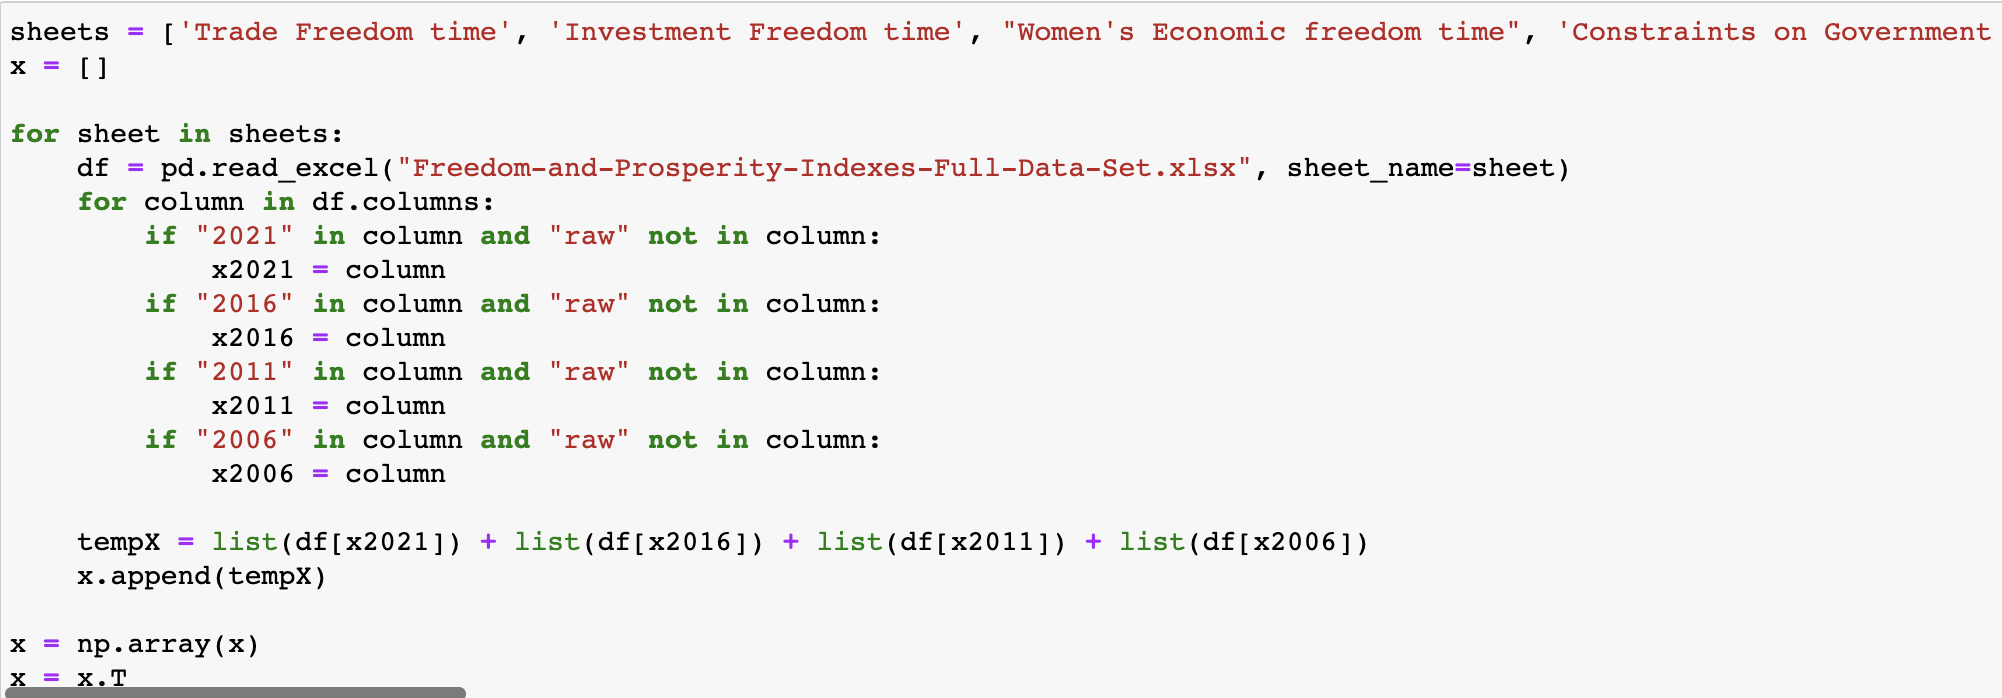 sheets = ['Trade Freedom time', 'Investment Freedom time', "Women's Economic freedom time", 'Constraints on Government
x = []

for sheet in sheets:
    df = pd.read_excel("Freedom-and-Prosperity-Indexes-Full-Data-Set.xlsx", sheet_name=sheet)
    for column in df.columns:
        if "2021" in column and "raw" not in column:
            x2021 = column
        if "2016" in column and "raw" not in column:
            x2016 = column
        if "2011" in column and "raw" not in column:
            x2011 = column
        if "2006" in column and "raw" not in column:
            x2006 = column

    tempX = list(df[x2021]) + list(df[x2016]) + list(df[x2011]) + list(df[x2006])
    x.append(tempX)

x = np.array(x)
x = x.T